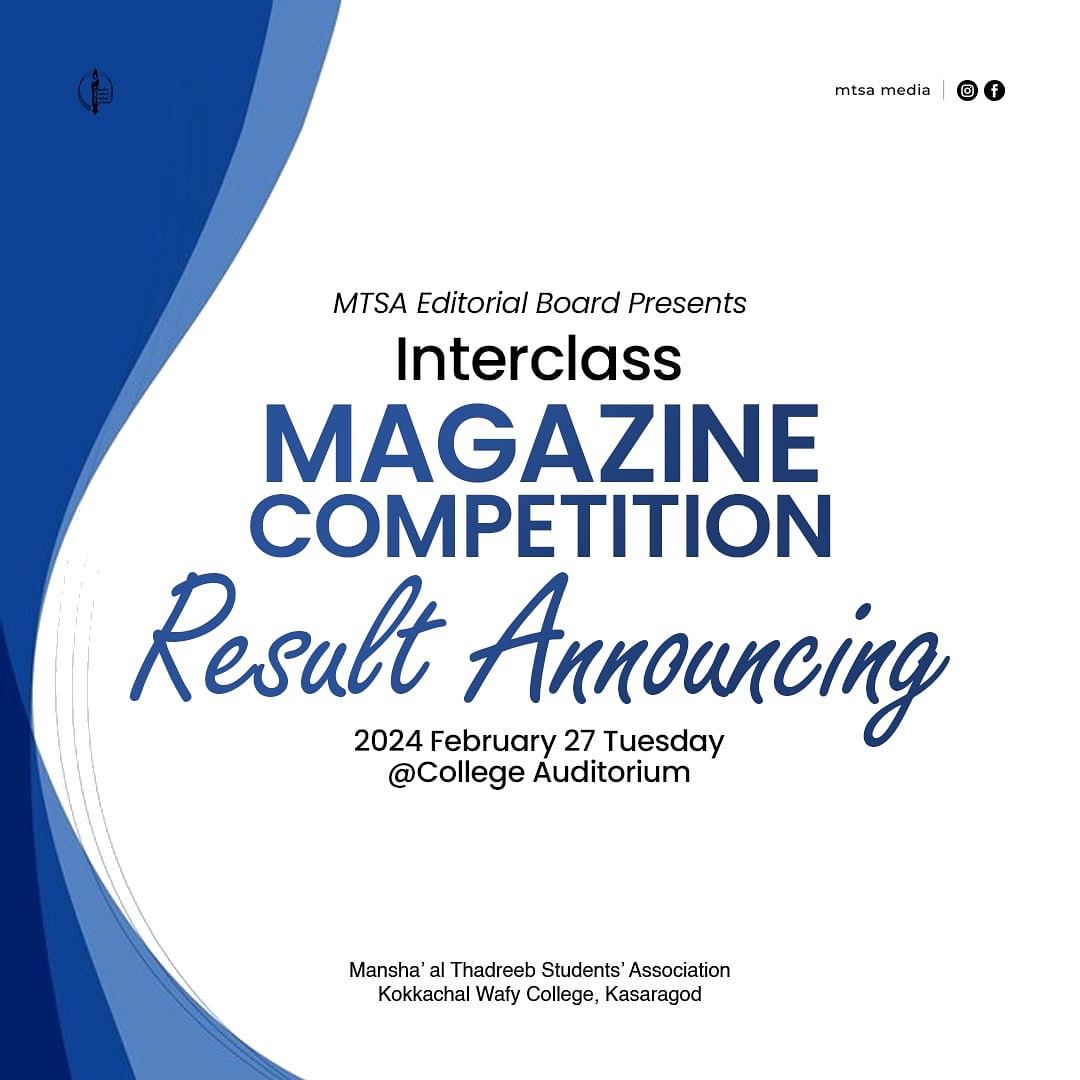 mtsa media
MTSA Editorial Board Presents
Interclass
MAGAZINE
COMPETITION
Result Announcing
2024 February 27 Tuesday
@College Auditorium
Mansha’ al Thadreeb Students’ Association
Kokkachal Wafy College, Kasaragod